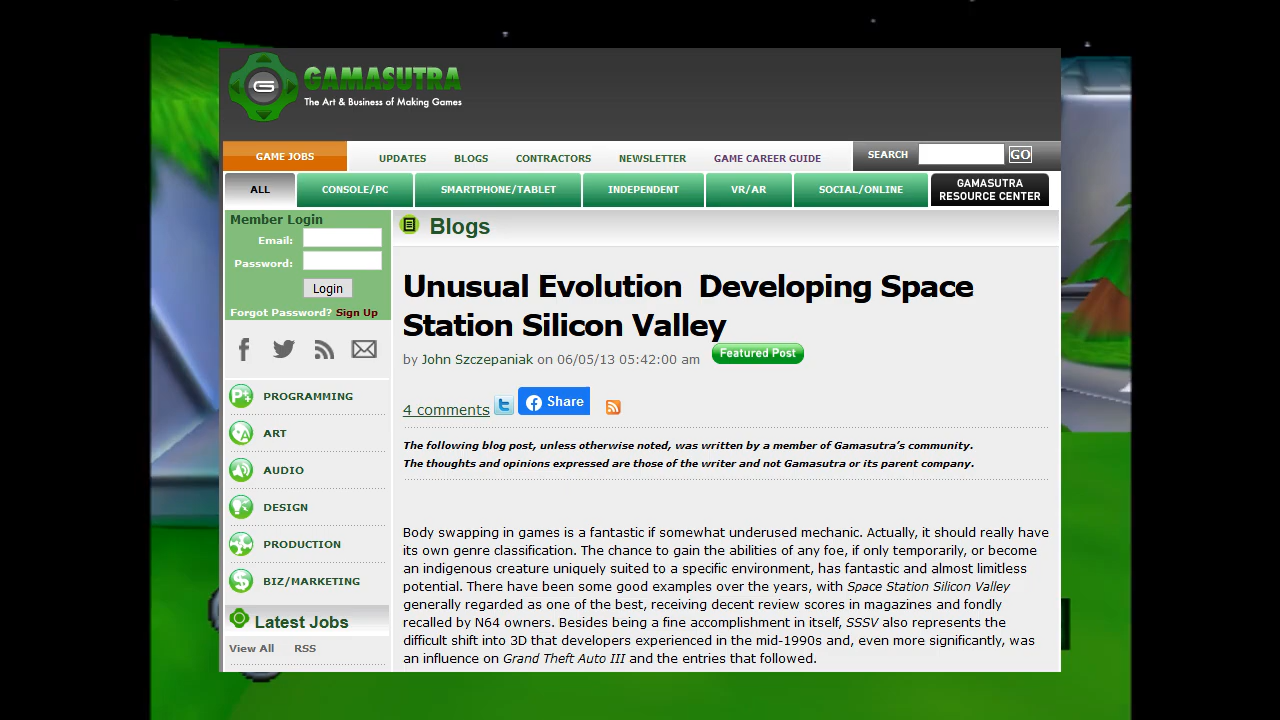 G
GAMASUTRA
The Art & Business of Making Games
GAME JOBS
UPDATES BLOGS CONTRACTORS NEWSLETTER GAME CAREER GUIDE
SEARCH GO
ALL CONSOLE/PC SMARTPHONE/TABLET INDEPENDENT VR/AR SOCIAL/ONLINE
GAMASUTRA
RESOURCE CENTER
Member Login
Email:
Password:
Login
Forgot Password? Sign Up
PROGRAMMING
ART
AUDIO
DESIGN
PRODUCTION
BIZ/MARKETING
Latest Jobs
View All RSS
Blogs
Unusual Evolution Developing Space
Station Silicon Valley
by John Szczepaniak on 06/05/13 05:42:00 am Featured Post
4 comments Share
The following blog post, unless otherwise noted, was written by a member of Gamasutra's community.
The thoughts and opinions expressed are those of the writer and not Gamasutra or its parent company.
Body swapping in games is a fantastic if somewhat underused mechanic. Actually, it should really have
its own genre classification. The chance to gain the abilities of any foe, if only temporarily, or become
an indigenous creature uniquely suited to a specific environment, has fantastic and almost limitless
potential. There have been some good examples over the years, with Space Station Silicon Valley
generally regarded as one of the best, receiving decent review scores in magazines and fondly
recalled by N64 owners. Besides being a fine accomplishment in itself, SSSV also represents the
difficult shift into 3D that developers experienced in the mid-1990s and, even more significantly, was
an influence on Grand Theft Auto III and the entries that followed.